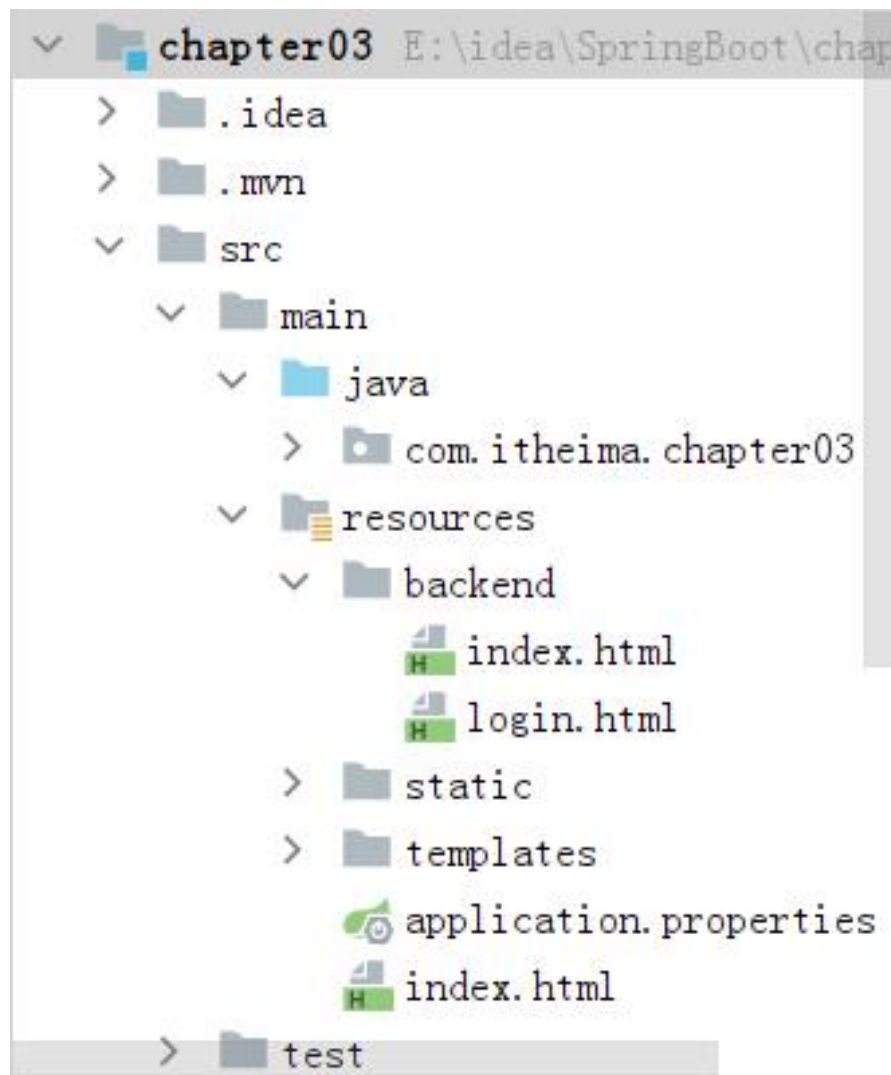 chapter03 E:\idea\SpringBoot\chap
.idea
.mvn
src
main
java
com.itheima.chapter03
resources
backend
index.html
login.html
static
templates
application.properties
index.html
test